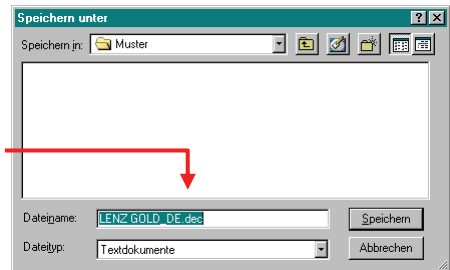 Speichern unter
Speichern in: Muster
Dateiname: LENZ GOLD_DE.dec Speichern
Dateityp: Textdokumente Abbrechen